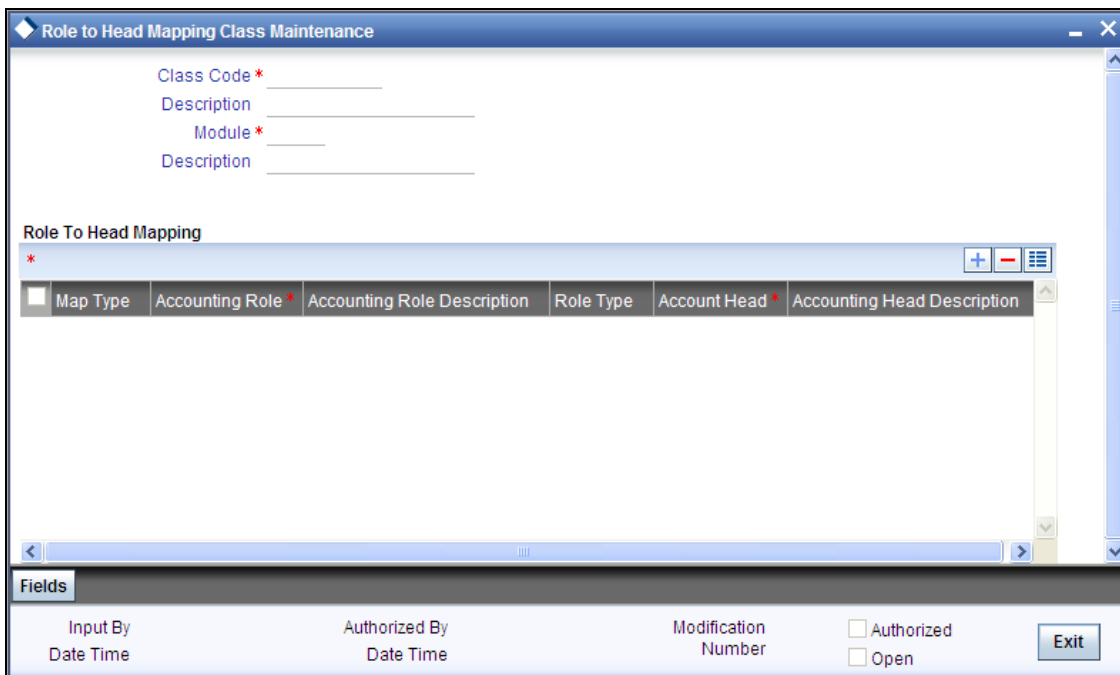 Role to Head Mapping Class Maintenance
Class Code *
Description
Module *
Description
Role To Head Mapping
*
Map Type Accounting Role * Accounting Role Description Role Type Account Head * Accounting Head Description
Fields
Input By Authorized By Modification Number Authorized
Date Time Date Time Open
Exit